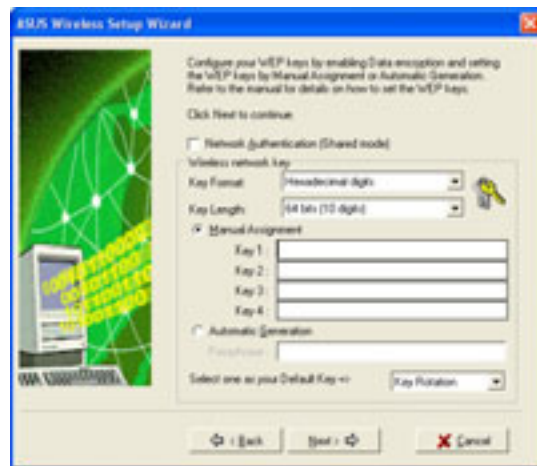 ASUS Wireless Setup Wizard
Configure your WEP keys by enabling Data encryption and setting
the WEP keys by Manual Assignment or Automatic Generation.
Refer to the manual for details on how to set the WEP keys.
Click Next to continue.
Network Authentication (Shared mode)
Wireless network key
Key Format: Hexadecimal digits
Key Length: 64 bits (10 digits)
Manual Assignment
Key 1 :
Key 2 :
Key 3 :
Key 4 :
Automatic Generation
Passphrase:
Select one as your Default Key => Key Rotation
< Back Next > Cancel